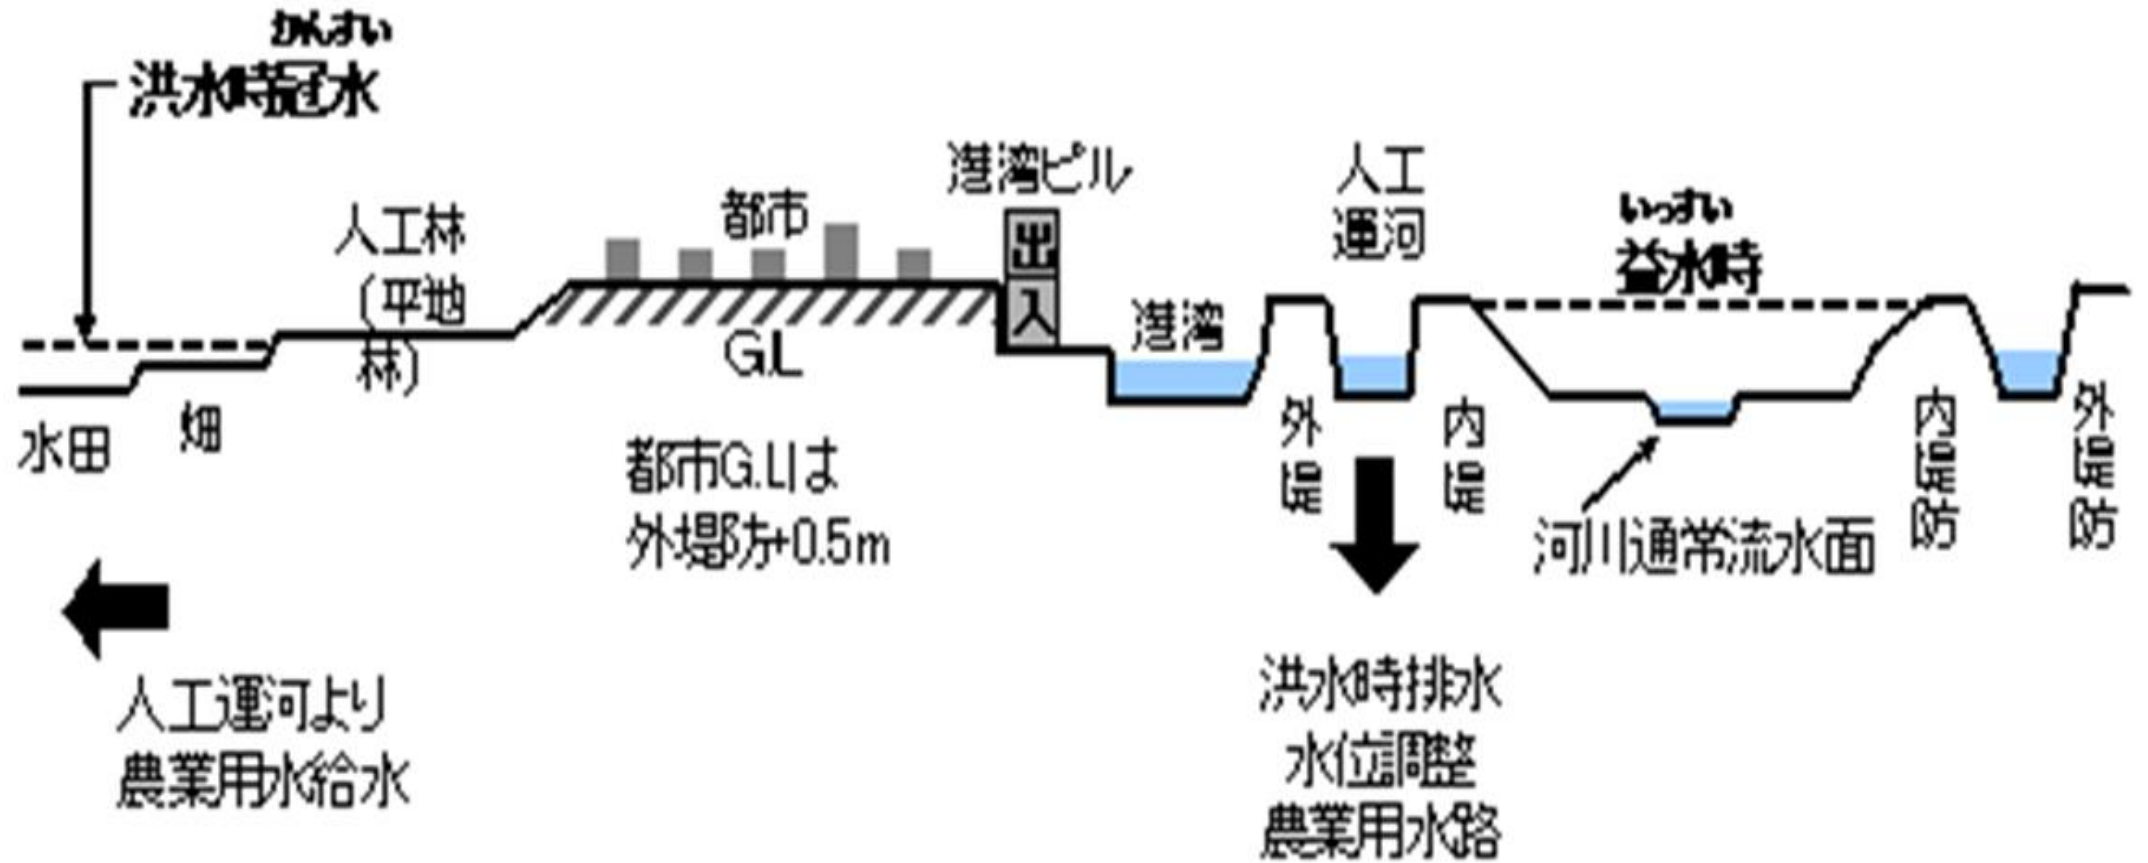 かんすい
洪水時冠水
人工林
(平地
林)
都市
港湾ビル
出
入
港湾
人工
運河
いっすい
益水時
水田
畑
G.L
都市G.Lは
外堤防+0.5m
外
堤
内
堤
河川通常流水面
内
堤
防
外
堤
防
人工運河より
農業用水給水
洪水時排水
水位調整
農業用水路